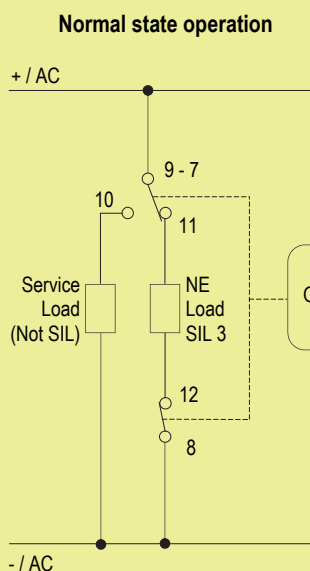 Normal state operation
+ / AC
9 - 7
10
11
Service
Load
(Not SIL)
NE
Load
SIL 3
12
8
- / AC